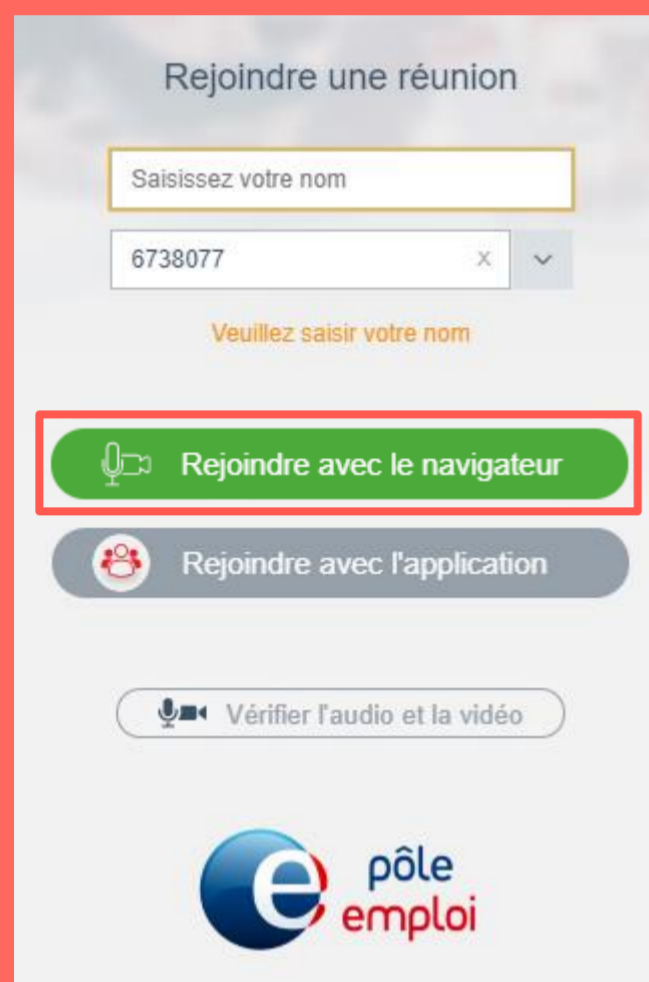 Rejoindre une réunion
Saisissez votre nom
6738077 x
Veuillez saisir votre nom
Rejoindre avec le navigateur
Rejoindre avec l'application
Vérifier l'audio et la vidéo
pôle
emploi